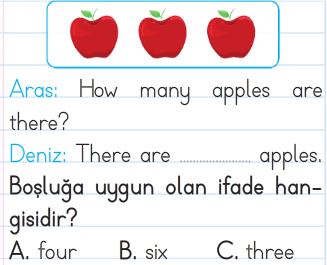 Aras: How many apples are
there?
Deniz: There are ........................ apples.
Boşluğa uygun olan ifade han-
gisidir?
A. four B. six C. three